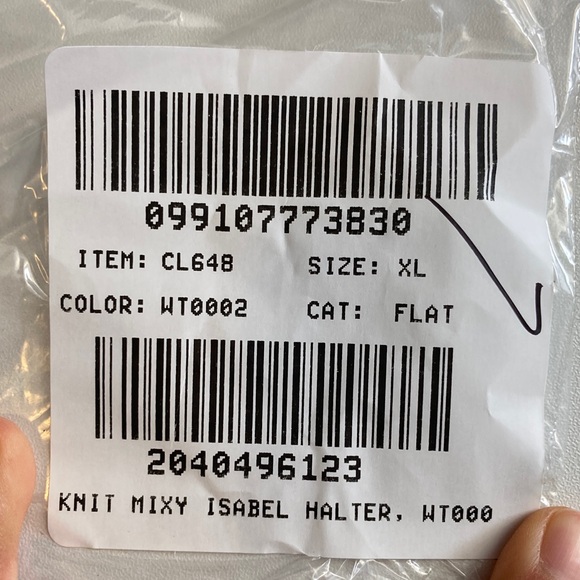 099107773830
ITEM: CL648 SIZE: XL
COLOR: WT0002 CAT: FLAT
2040496123
KNIT MIXY ISABEL HALTER, WT000